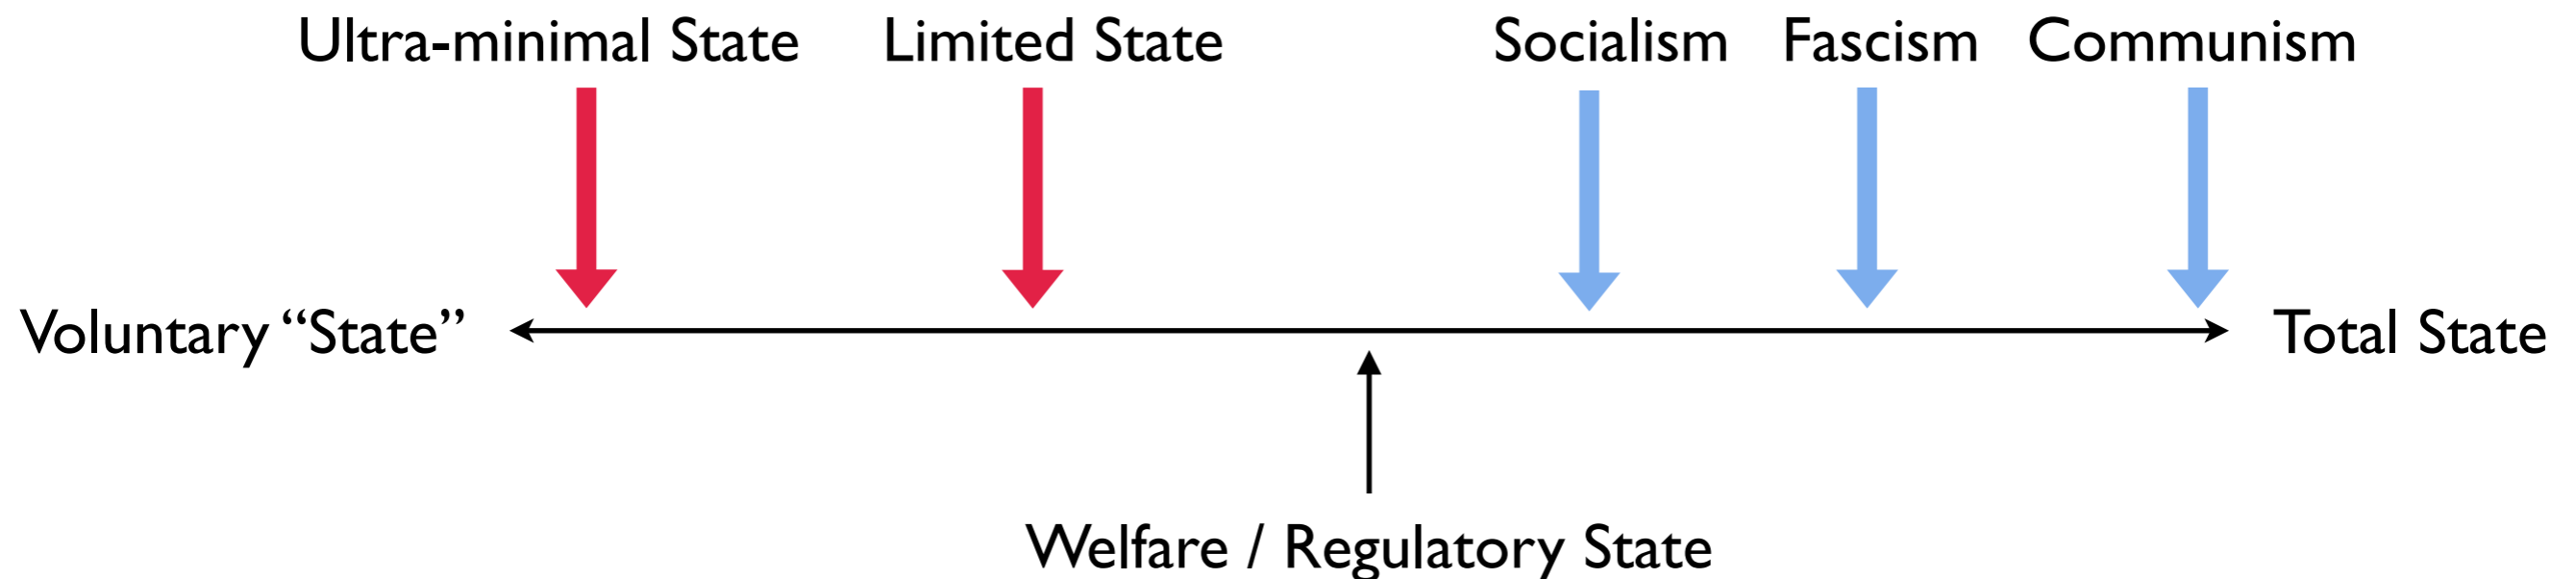 Ultra-minimal State Limited State Socialism Fascism Communism
Voluntary “State” Total State
Welfare / Regulatory State